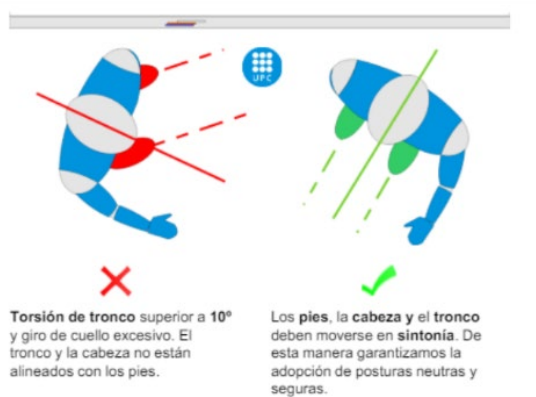 UPC
Torsión de tronco superior a 10º
y giro de cuello excesivo. El
tronco y la cabeza no están
alineados con los pies.
Los pies, la cabeza y el tronco
deben moverse en sintonía. De
esta manera garantizamos la
adopción de posturas neutras y
seguras.